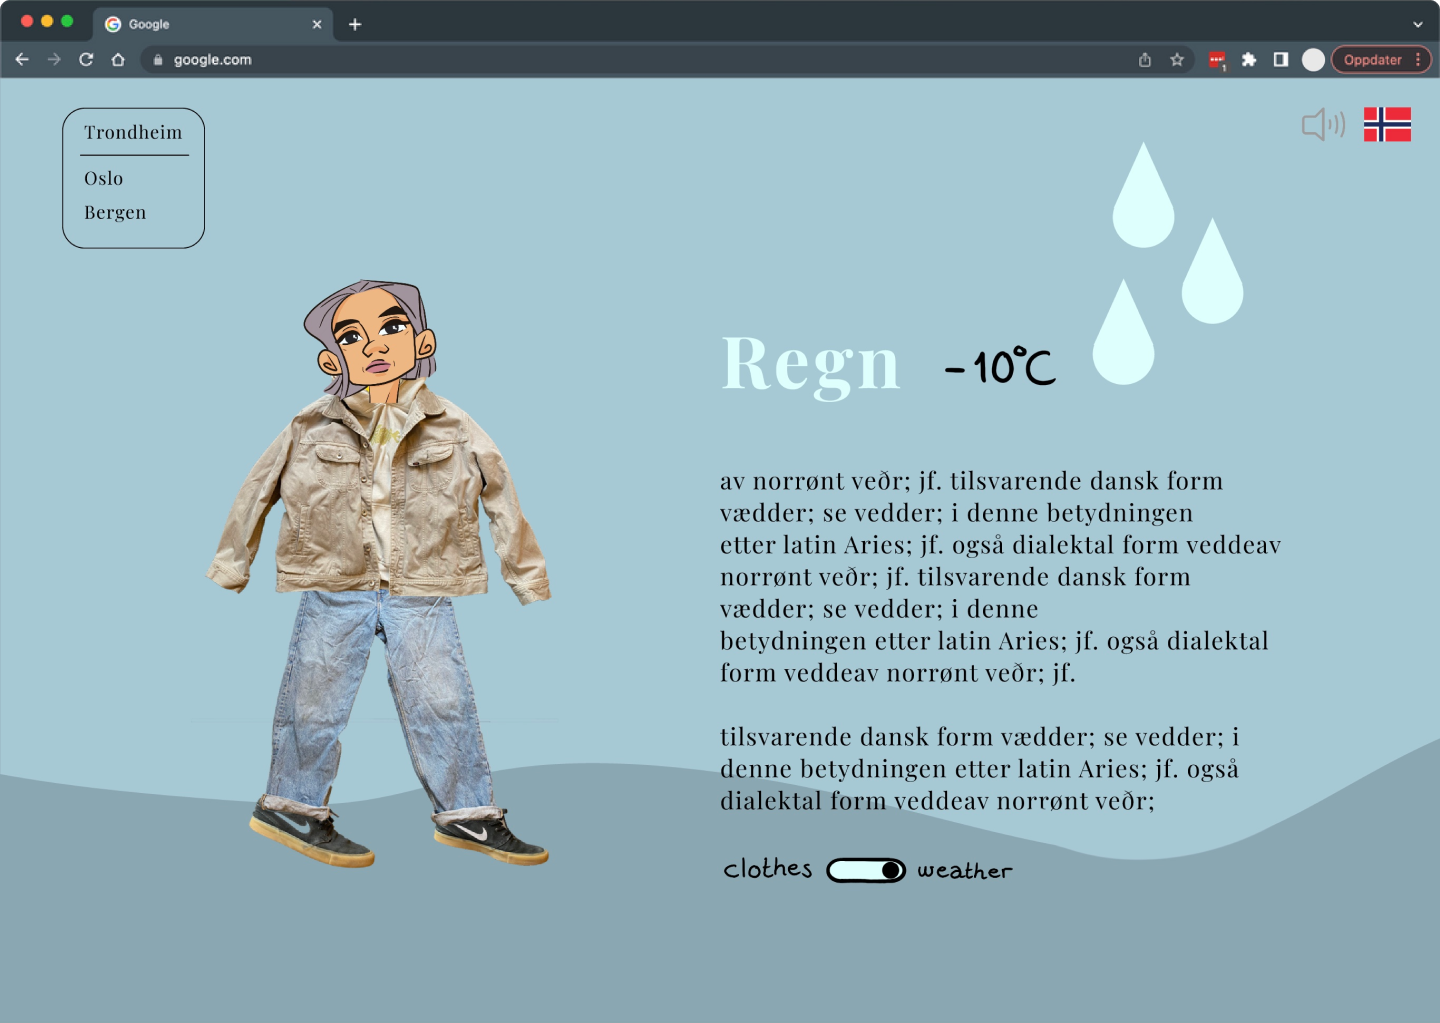 Google
google.com
1
Oppdater
Trondheim
Oslo
Bergen
Regn -10°C
av norrønt veðr; jf. tilsvarende dansk form
vædder; se vedder; i denne betydningen
etter latin Aries; jf. også dialektal form veddeav
norrønt veðr; jf. tilsvarende dansk form
vædder; se vedder; i denne
betydningen etter latin Aries; jf. også dialektal
form veddeav norrønt veðr; jf.
tilsvarende dansk form vædder; se vedder; i
denne betydningen etter latin Aries; jf. også
dialektal form veddeav norrønt veðr;
clothes weather